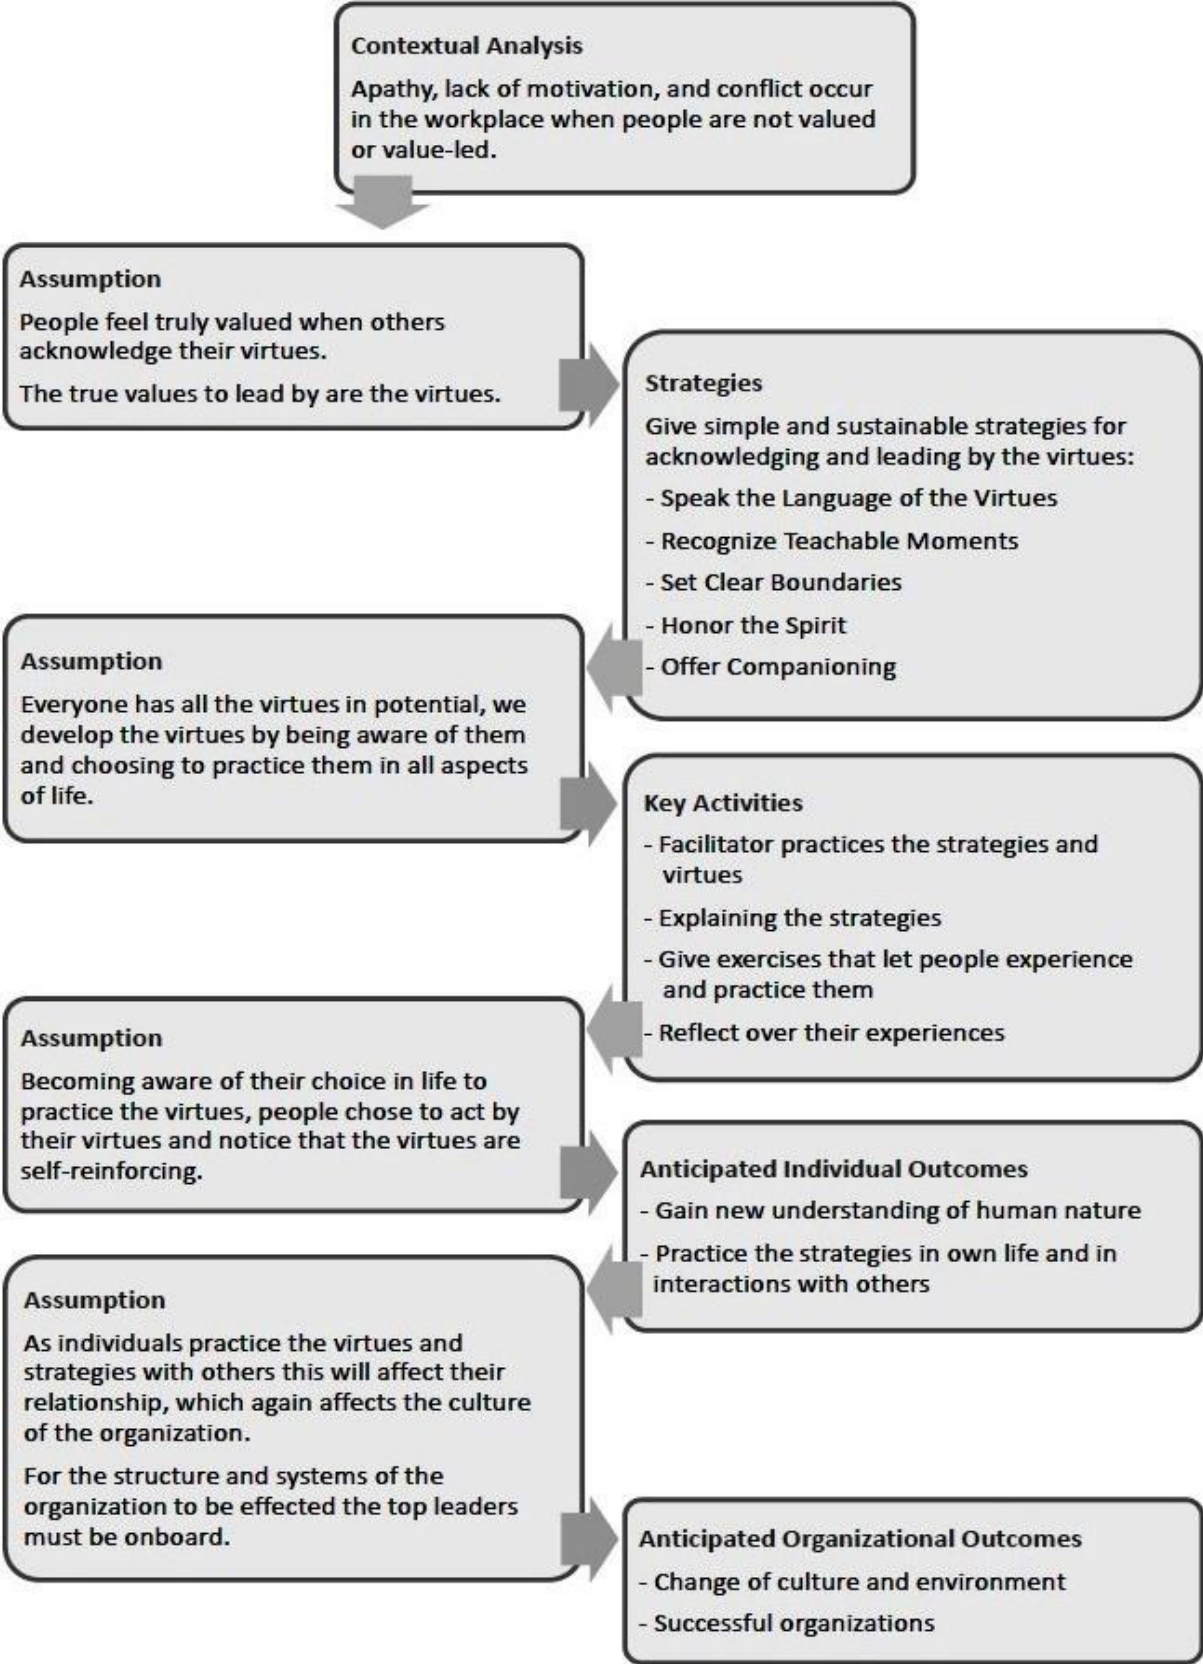 Contextual Analysis
Apathy, lack of motivation, and conflict occur
in the workplace when people are not valued
or value-led.
Assumption
People feel truly valued when others
acknowledge their virtues.
The true values to lead by are the virtues.
Strategies
Give simple and sustainable strategies for
acknowledging and leading by the virtues:
- Speak the Language of the Virtues
- Recognize Teachable Moments
- Set Clear Boundaries
- Honor the Spirit
- Offer Companioning
Assumption
Everyone has all the virtues in potential, we
develop the virtues by being aware of them
and choosing to practice them in all aspects
of life.
Key Activities
- Facilitator practices the strategies and
virtues
- Explaining the strategies
- Give exercises that let people experience
and practice them
- Reflect over their experiences
Assumption
Becoming aware of their choice in life to
practice the virtues, people chose to act by
their virtues and notice that the virtues are
self-reinforcing.
Anticipated Individual Outcomes
- Gain new understanding of human nature
- Practice the strategies in own life and in
interactions with others
Assumption
As individuals practice the virtues and
strategies with others this will affect their
relationship, which again affects the culture
of the organization.
For the structure and systems of the
organization to be effected the top leaders
must be onboard.
Anticipated Organizational Outcomes
- Change of culture and environment
- Successful organizations